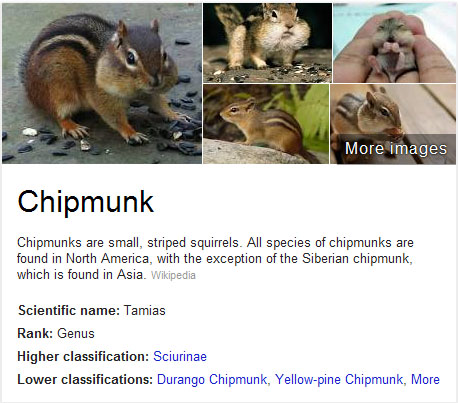 More images
Chipmunk
Chipmunks are small, striped squirrels. All species of chipmunks are
found in North America, with the exception of the Siberian chipmunk,
which is found in Asia. Wikipedia
Scientific name: Tamias
Rank: Genus
Higher classification: Sciurinae
Lower classifications: Durango Chipmunk, Yellow-pine Chipmunk, More